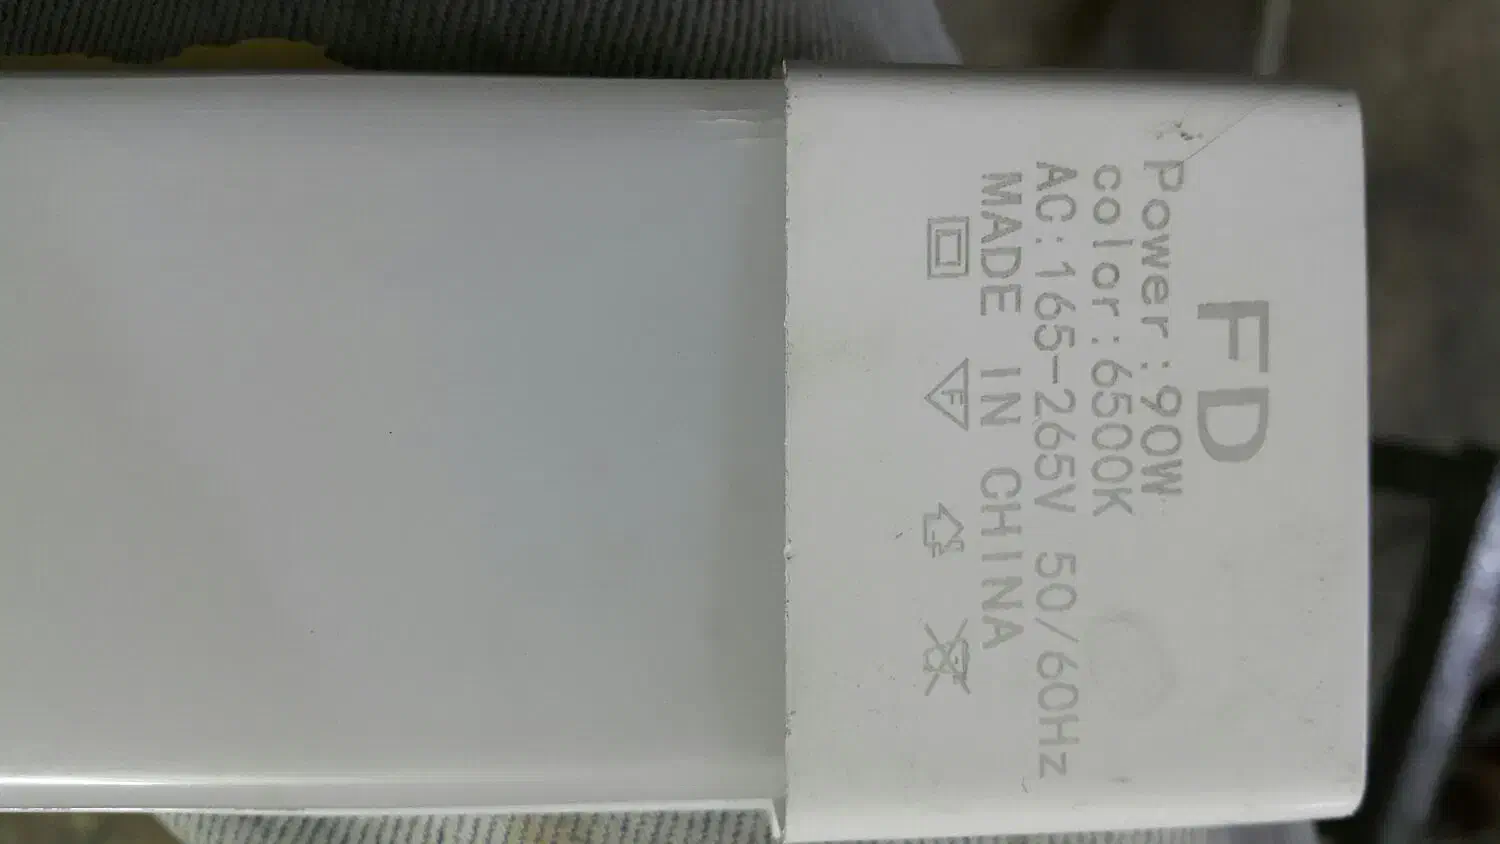 FD
Power:90W
color:6500K
AC:165-265V 50/60Hz
MADE IN CHINA
F